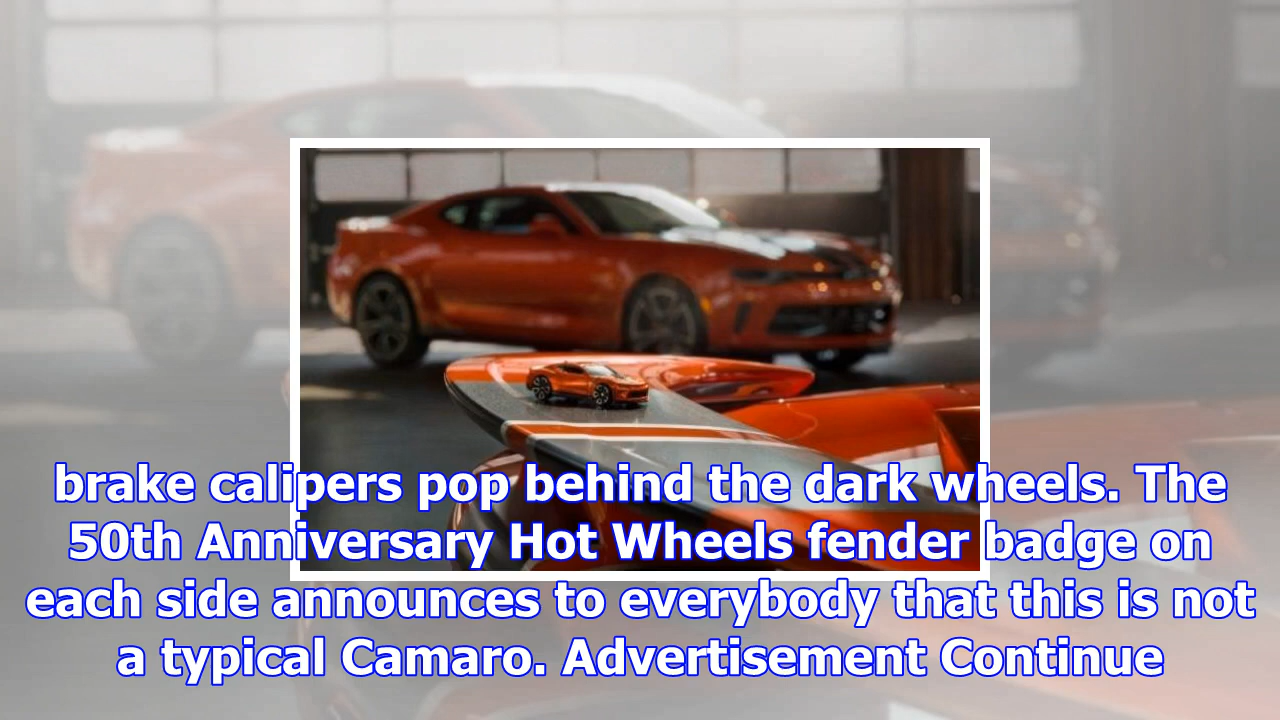 brake calipers pop behind the dark wheels. The
50th Anniversary Hot Wheels fender badge on
each side announces to everybody that this is not
a typical Camaro. Advertisement Continue